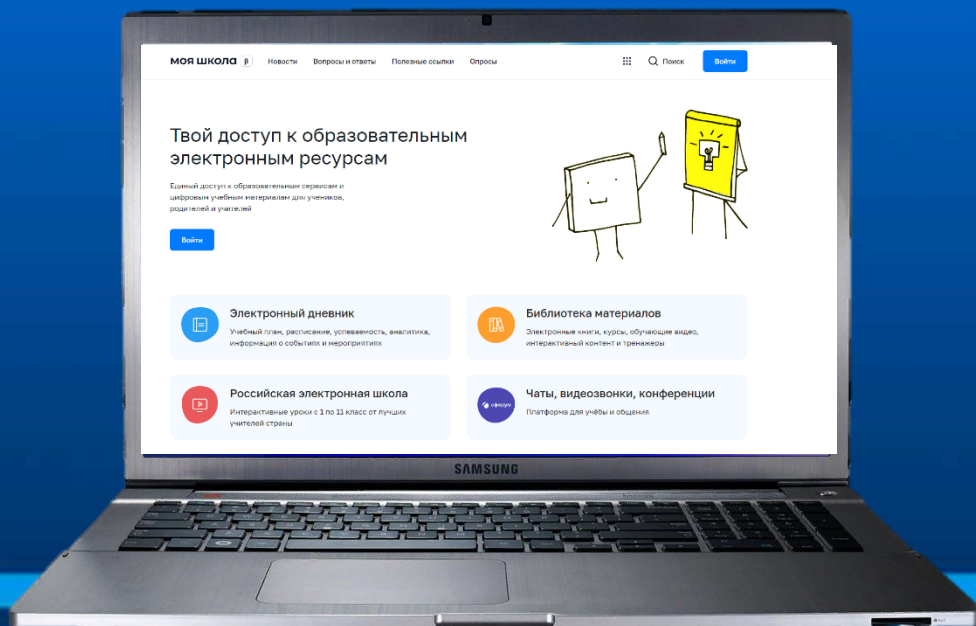 моя школа β Новости Вопросы и ответы Полезные ссылки Опросы Поиск Войти
Твой доступ к образовательным
электронным ресурсам
Единый доступ к образовательным сервисам и
цифровым учебным материалам для учеников,
родителей и учителей
Войти
Электронный дневник
Учебный план, расписание, успеваемость, аналитика,
информация о событиях и мероприятиях
Библиотека материалов
Электронные книги, курсы, обучающие видео,
интерактивный контент и тренажеры
Российская электронная школа
Интерактивные уроки с 1 по 11 класс от лучших
учителей страны
сферум
Чаты, видеозвонки, конференции
Платформа для учёбы и общения
SAMSUNG